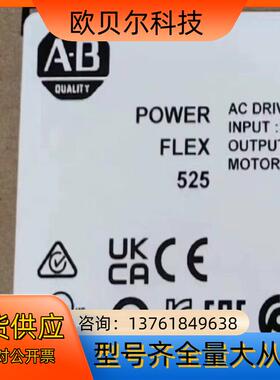 欧贝尔科技
A-B
QUALITY
POWER
FLEX
525
AC DRIV
INPUT :
OUTPUT
MOTOR
UK
CA
CE
货供应
咨询：13761849638
对公开票
型号齐全量大从